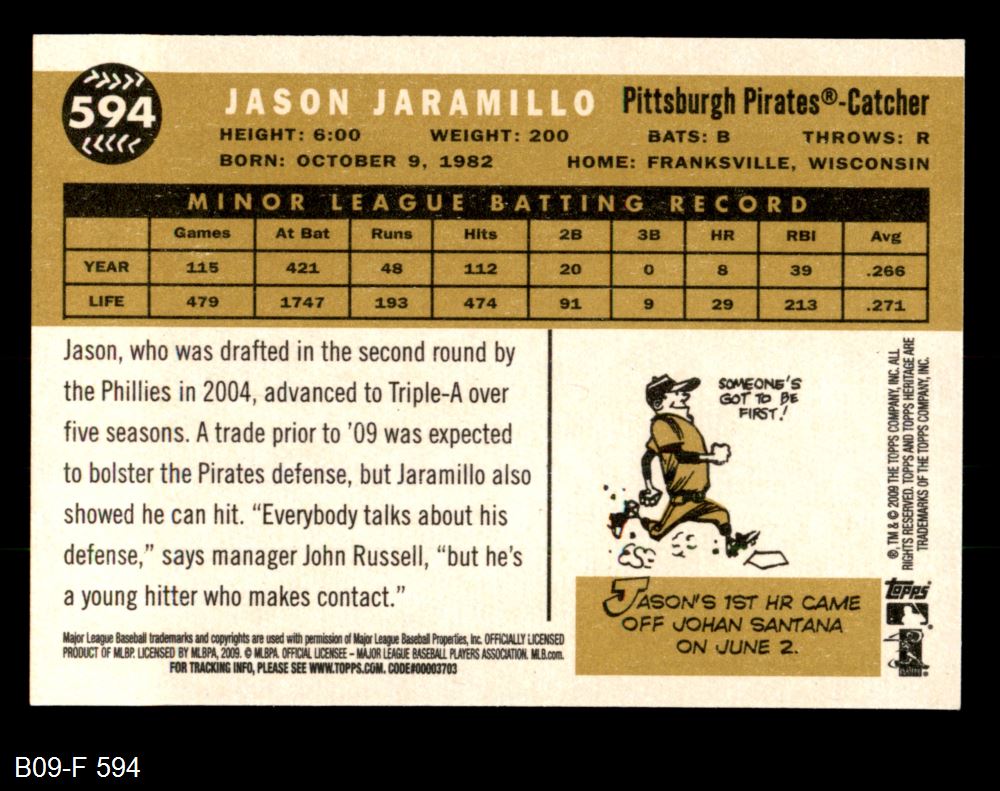 594
JASON JARAMILLO Pittsburgh Pirates®-Catcher
HEIGHT: 6:00 WEIGHT: 200 BATS: B THROWS: R
BORN: OCTOBER 9, 1982 HOME: FRANKSVILLE, WISCONSIN
MINOR LEAGUE BATTING RECORD
Games At Bat Runs Hits 2B 3B HR RBI Avg
YEAR 115 421 48 112 20 0 8 39 .266
LIFE 479 1747 193 474 91 9 29 213 .271
Jason, who was drafted in the second round by
the Phillies in 2004, advanced to Triple-A over
five seasons. A trade prior to '09 was expected
to bolster the Pirates defense, but Jaramillo also
showed he can hit. "Everybody talks about his
defense," says manager John Russell, "but he's
a young hitter who makes contact."
Major League Baseball trademarks and copyrights are used with permission of Major League Baseball Properties, Inc. OFFICIALLY LICENSED
PRODUCT OF MLBP. LICENSED BY MLBPA, 2009. © MLBPA. OFFICIAL LICENSEE – MAJOR LEAGUE BASEBALL PLAYERS ASSOCIATION. MLB.com.
FOR TRACKING INFO, PLEASE SEE WWW.TOPPS.COM. CODE#00003703
SOMEONE'S
GOT TO BE
FIRST!
JASON'S 1ST HR CAME
OFF JOHAN SANTANA
ON JUNE 2.
®, TM & © 2009 THE TOPPS COMPANY, INC. ALL
RIGHTS RESERVED. TOPPS AND TOPPS HERITAGE ARE
TRADEMARKS OF THE TOPPS COMPANY, INC.
topps
B09-F 594